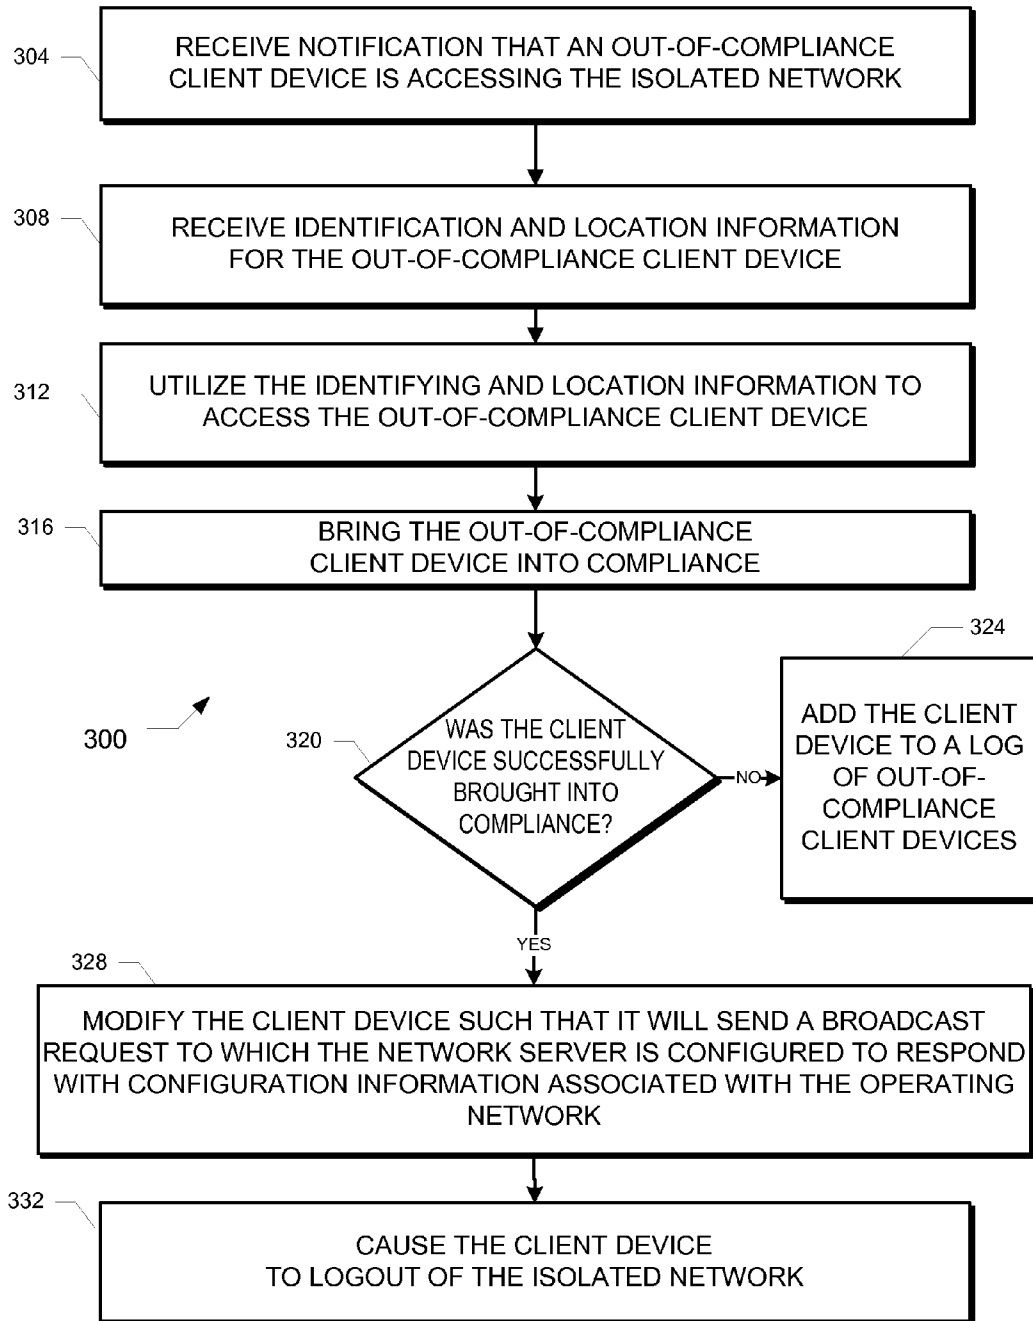 304
RECEIVE NOTIFICATION THAT AN OUT-OF-COMPLIANCE
CLIENT DEVICE IS ACCESSING THE ISOLATED NETWORK
308
RECEIVE IDENTIFICATION AND LOCATION INFORMATION
FOR THE OUT-OF-COMPLIANCE CLIENT DEVICE
312
UTILIZE THE IDENTIFYING AND LOCATION INFORMATION TO
ACCESS THE OUT-OF-COMPLIANCE CLIENT DEVICE
316
BRING THE OUT-OF-COMPLIANCE
CLIENT DEVICE INTO COMPLIANCE
300
320
WAS THE CLIENT
DEVICE SUCCESSFULLY
BROUGHT INTO
COMPLIANCE?
NO
324
ADD THE CLIENT
DEVICE TO A LOG
OF OUT-OF-
COMPLIANCE
CLIENT DEVICES
YES
328
MODIFY THE CLIENT DEVICE SUCH THAT IT WILL SEND A BROADCAST
REQUEST TO WHICH THE NETWORK SERVER IS CONFIGURED TO RESPOND
WITH CONFIGURATION INFORMATION ASSOCIATED WITH THE OPERATING
NETWORK
332
CAUSE THE CLIENT DEVICE
TO LOGOUT OF THE ISOLATED NETWORK